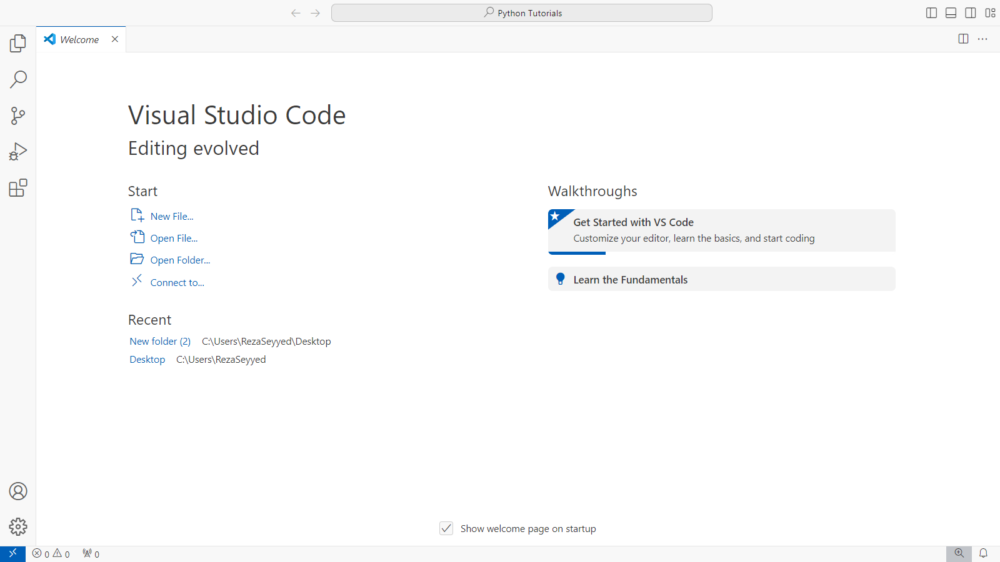 Python Tutorials
Welcome
Visual Studio Code
Editing evolved
Start
New File...
Open File...
Open Folder...
Connect to...
Recent
New folder (2) C:\Users\RezaSeyyed\Desktop
Desktop C:\Users\RezaSeyyed
Walkthroughs
Get Started with VS Code
Customize your editor, learn the basics, and start coding
Learn the Fundamentals
Show welcome page on startup
0 0 0